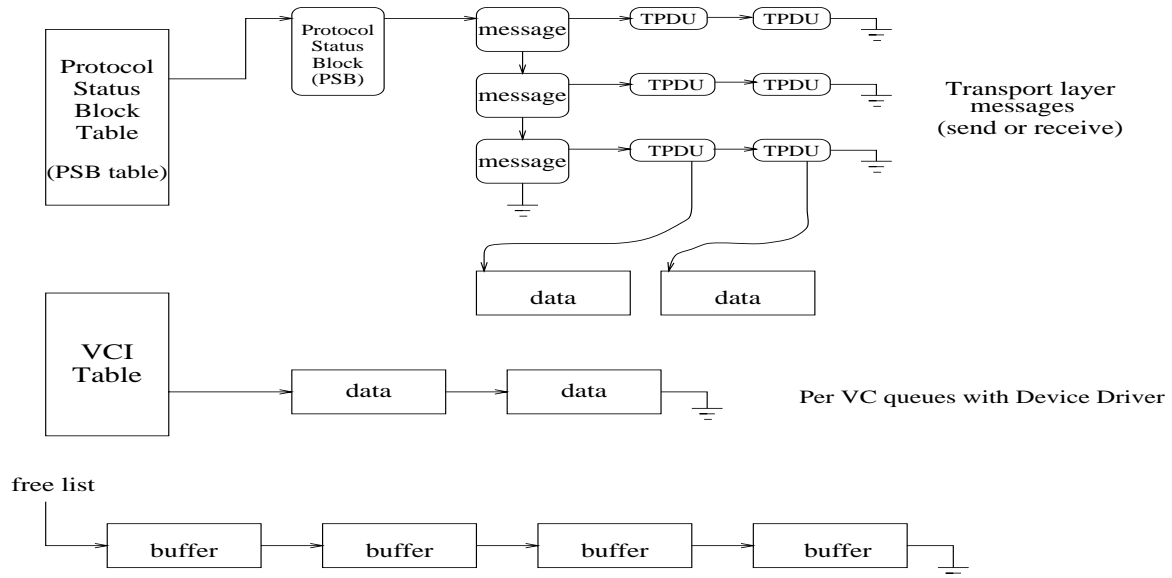 Protocol
Status
Block
Table
(PSB table)
Protocol
Status
Block
(PSB)
message
TPDU
TPDU
message
TPDU
TPDU
message
TPDU
TPDU
Transport layer
messages
(send or receive)
data
data
VCI
Table
data
data
Per VC queues with Device Driver
free list
buffer
buffer
buffer
buffer